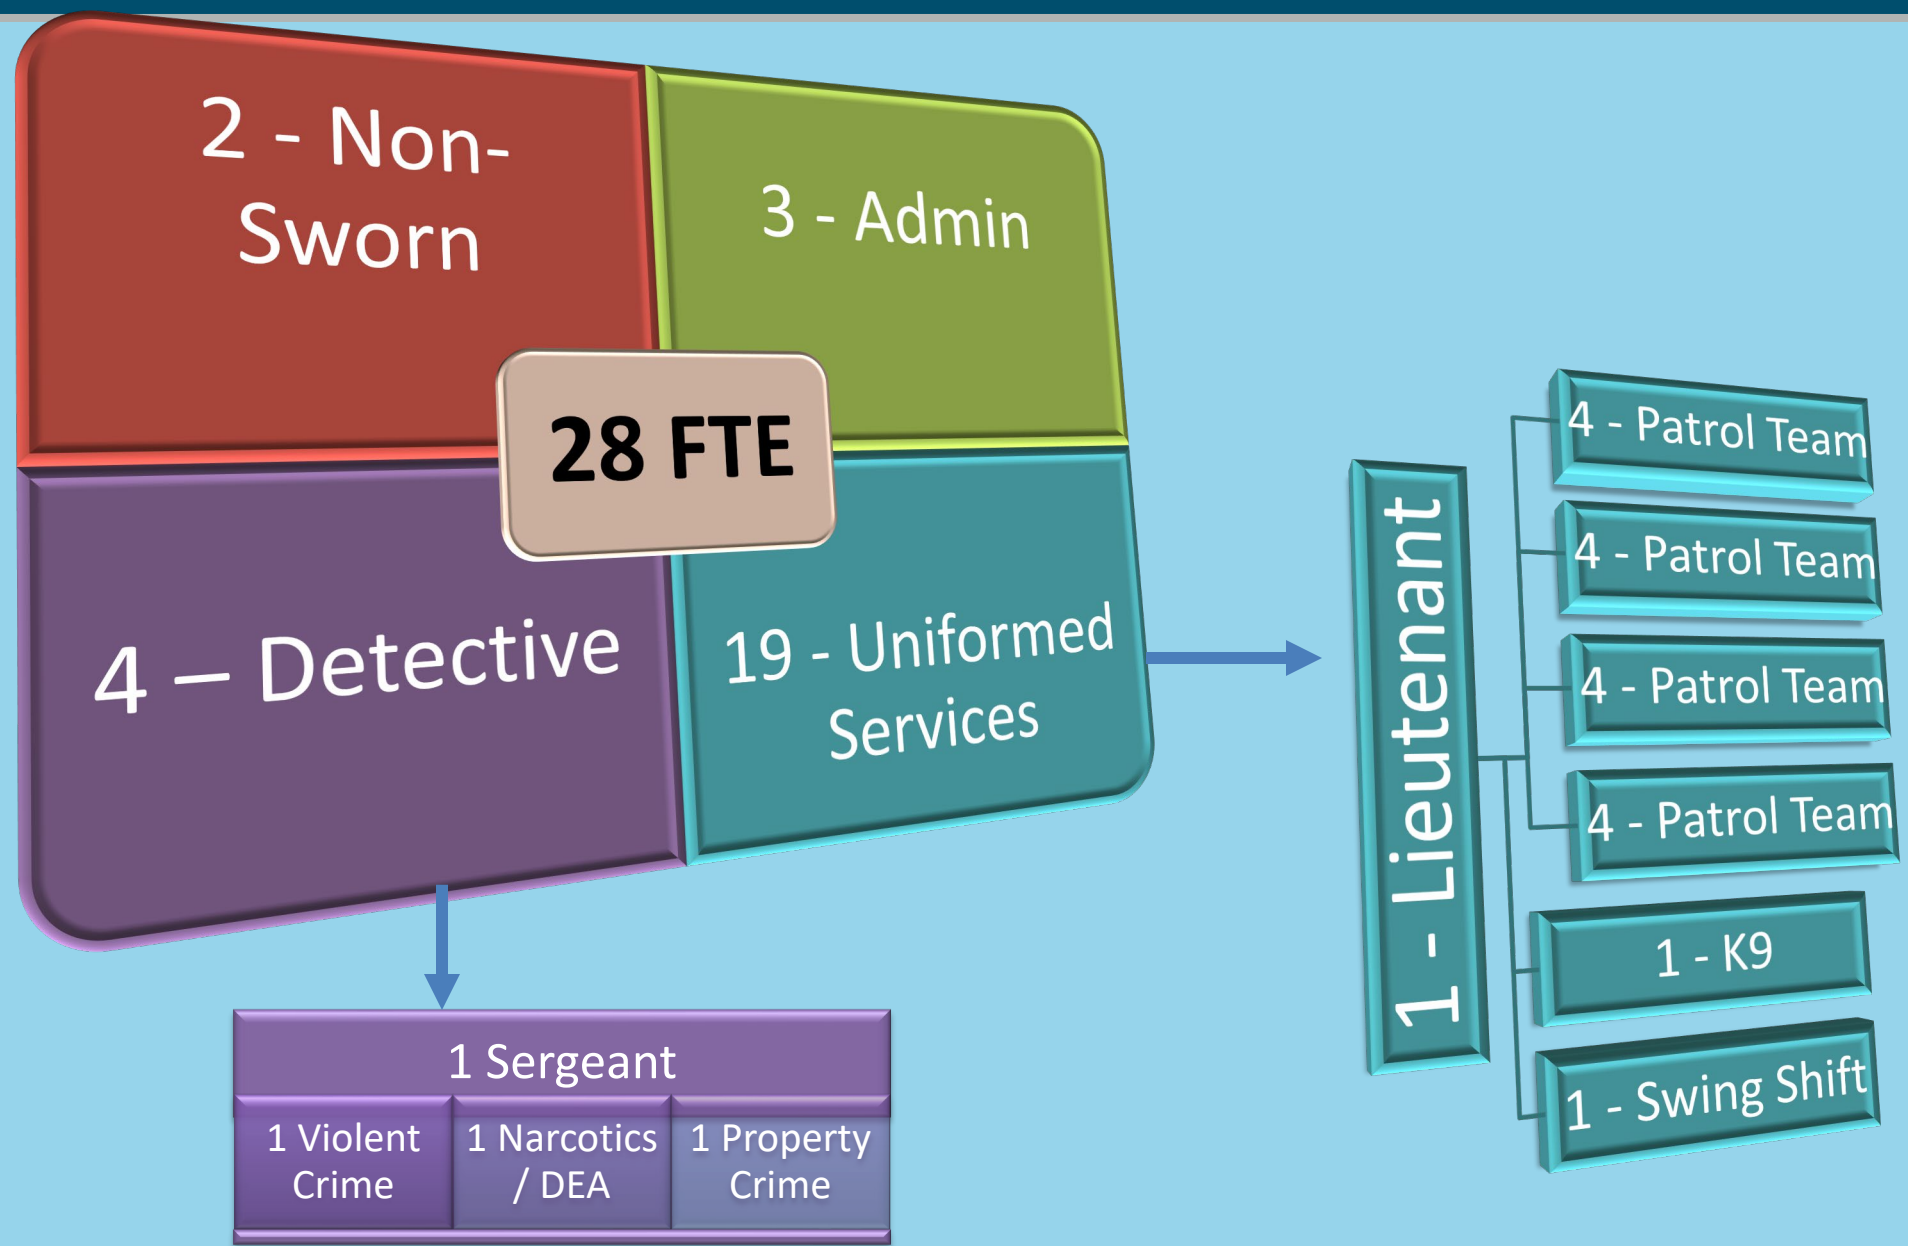 2 - Non-
Sworn
3 - Admin
28 FTE
4 – Detective
19 - Uniformed
Services
1 - Lieutenant
4 - Patrol Team
4 - Patrol Team
4 - Patrol Team
4 - Patrol Team
1 - K9
1 - Swing Shift
1 Sergeant
1 Violent
Crime
1 Narcotics
/ DEA
1 Property
Crime